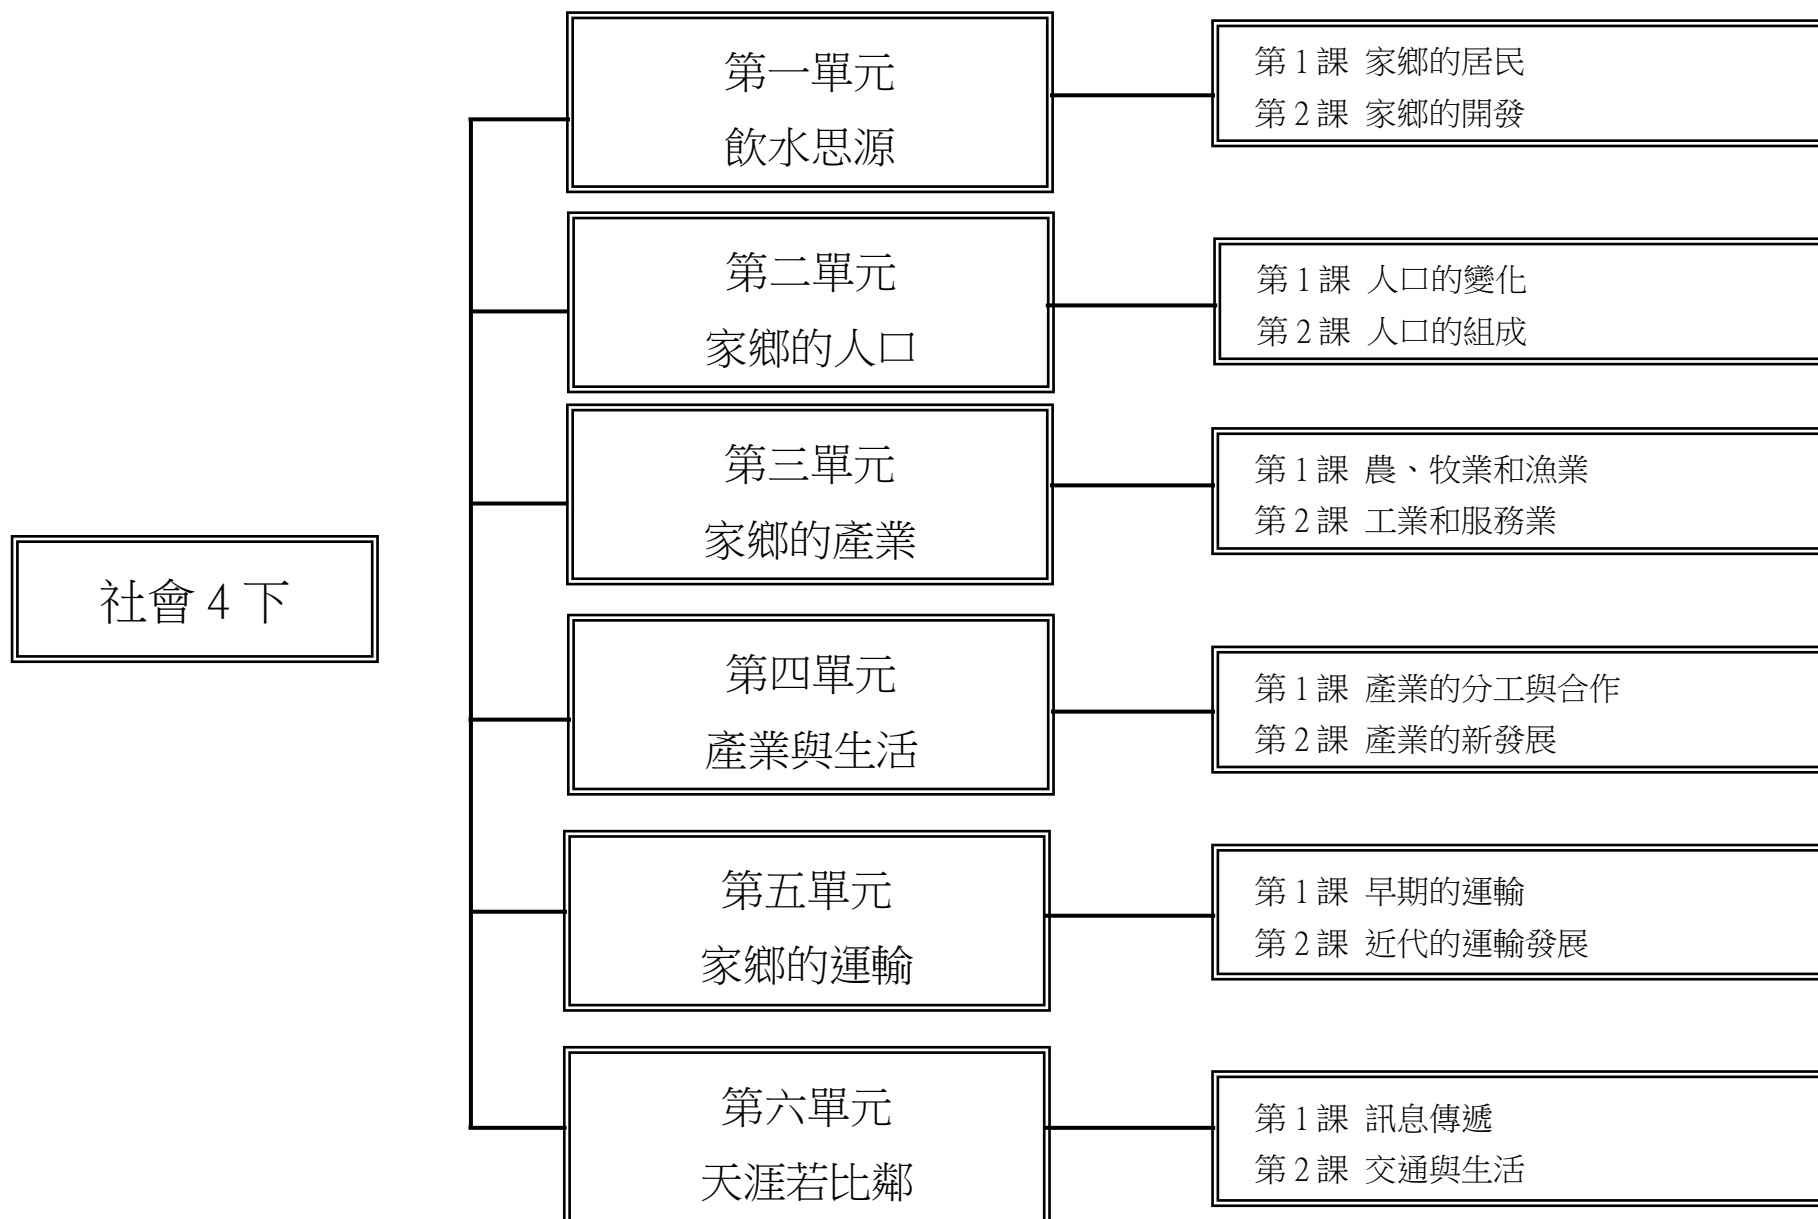 社會 4 下
第一單元
飲水思源
第 1 課 家鄉的居民
第 2 課 家鄉的開發
第二單元
家鄉的人口
第 1 課 人口的變化
第 2 課 人口的組成
第三單元
家鄉的產業
第 1 課 農、牧業和漁業
第 2 課 工業和服務業
第四單元
產業與生活
第 1 課 產業的分工與合作
第 2 課 產業的新發展
第五單元
家鄉的運輸
第 1 課 早期的運輸
第 2 課 近代的運輸發展
第六單元
天涯若比鄰
第 1 課 訊息傳遞
第 2 課 交通與生活